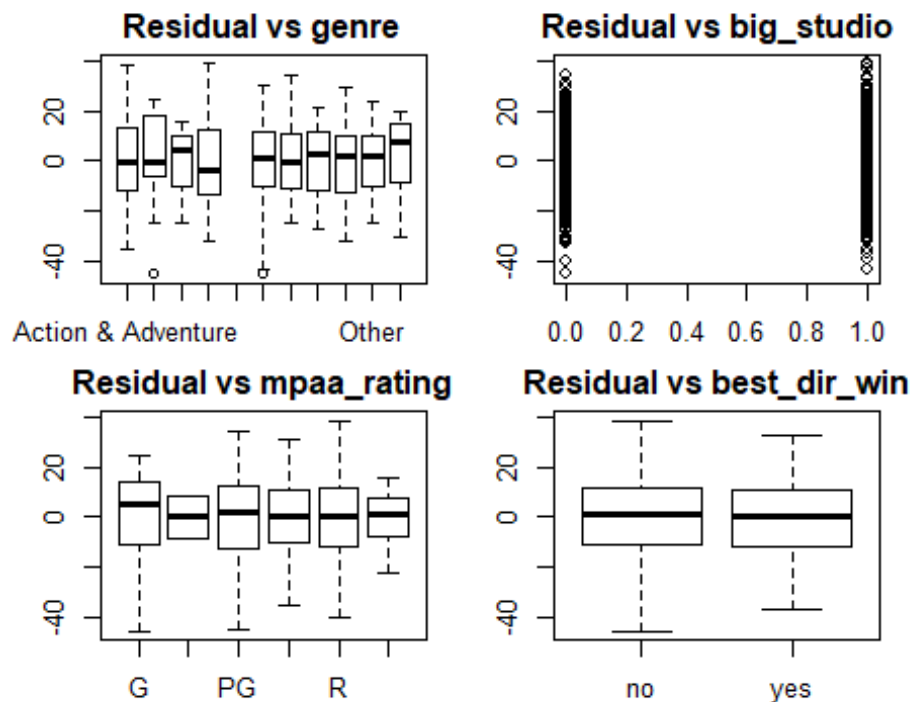 Residual vs genre
20
0
-40
Action & Adventure Other
Residual vs big_studio
20
0
-40
0.0 0.2 0.4 0.6 0.8 1.0
Residual vs mpaa_rating
20
0
-40
G PG R
Residual vs best_dir_win
20
0
-40
no yes